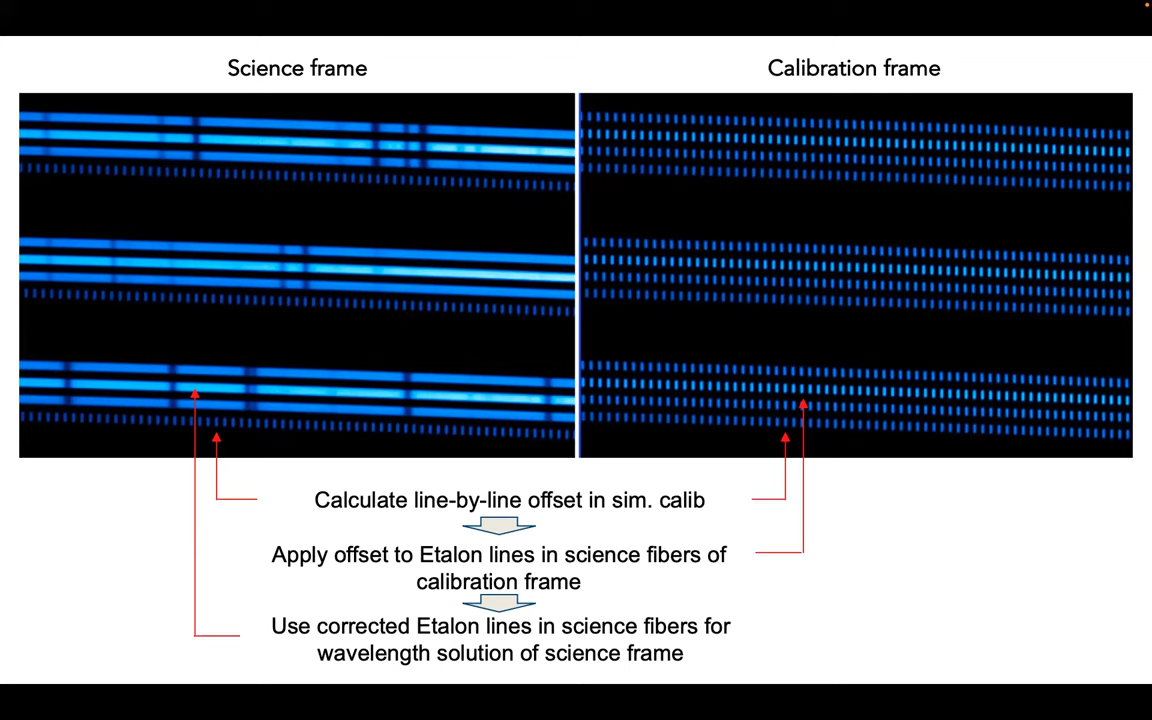 Science frame
Calibration frame
Calculate line-by-line offset in sim. calib
Apply offset to Etalon lines in science fibers of
calibration frame
Use corrected Etalon lines in science fibers for
wavelength solution of science frame